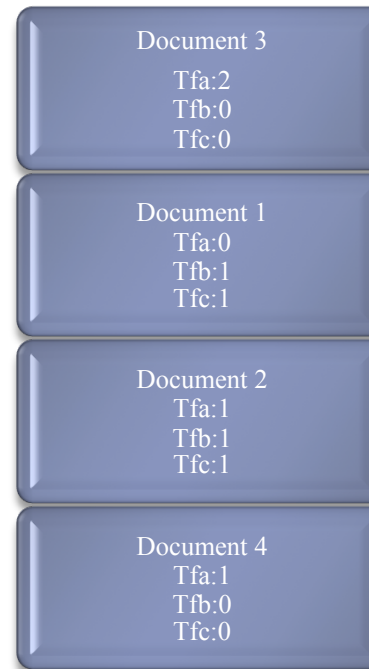 Document 3
Tfa:2
Tfb:0
Tfc:0
Document 1
Tfa:0
Tfb:1
Tfc:1
Document 2
Tfa:1
Tfb:1
Tfc:1
Document 4
Tfa:1
Tfb:0
Tfc:0